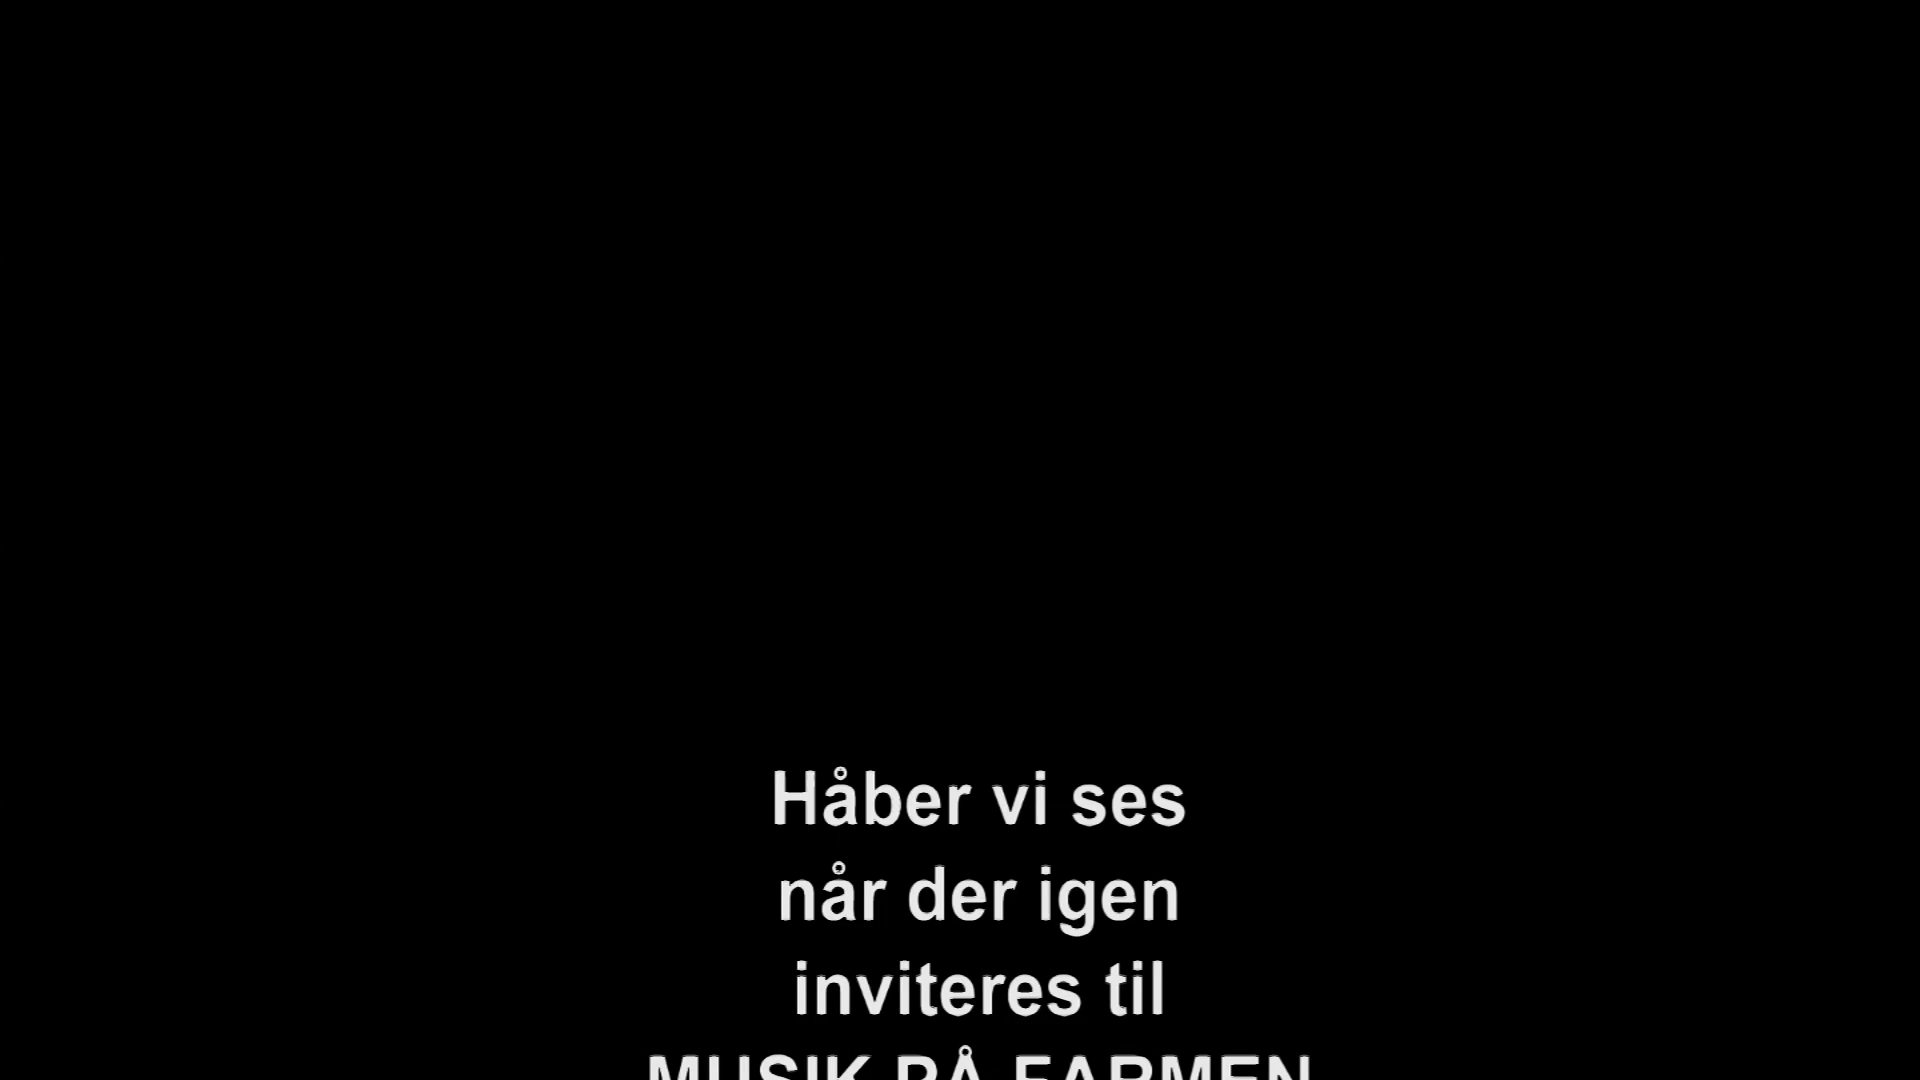 Håber vi ses
når der igen
inviteres til
MUSIK PÅ FARMEN